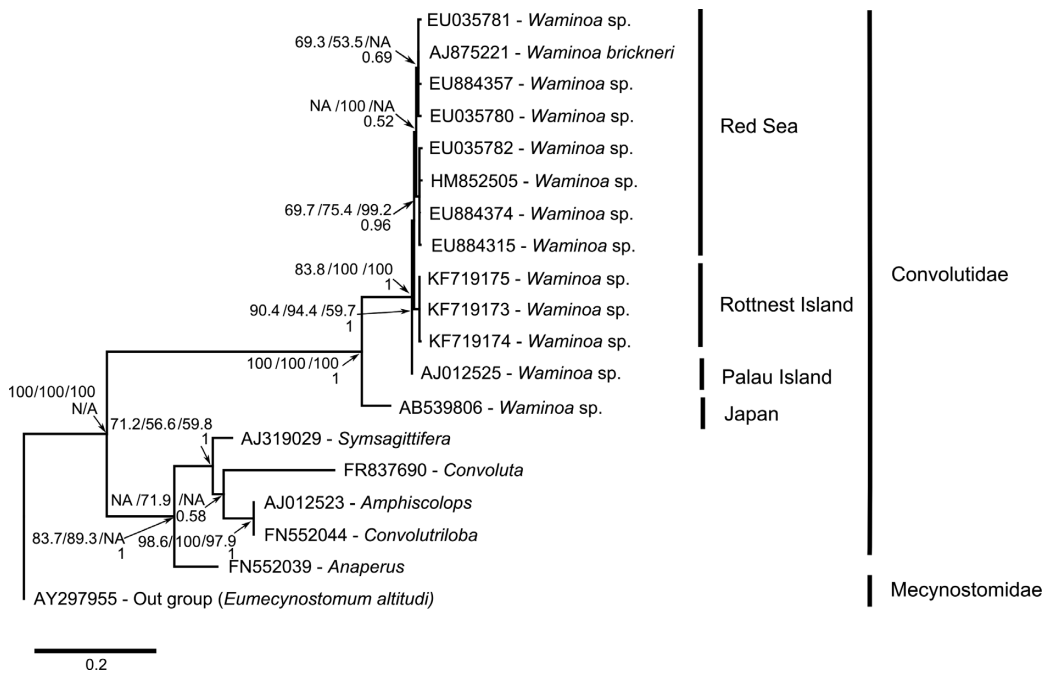 EU035781 - Waminoa sp.
69.3/53.5/NA
0.69
AJ875221 - Waminoa brickneri
EU884357 - Waminoa sp.
NA /100 /NA
0.52
EU035780 - Waminoa sp.
Red Sea
EU035782 - Waminoa sp.
HM852505 - Waminoa sp.
69.7 /75.4 /99.2
0.96
EU884374 - Waminoa sp.
EU884315 - Waminoa sp.
83.8 /100 /100
1
KF719175 - Waminoa sp.
Convolutidae
90.4 /94.4 /59.7
1
KF719173 - Waminoa sp.
Rottnest Island
KF719174 - Waminoa sp.
100 /100 /100
1
AJ012525 - Waminoa sp.
Palau Island
100/100/100
N/A
AB539806 - Waminoa sp.
Japan
71.2/56.6 /59.8
1
AJ319029 - Symsagittifera
FR837690 - Convoluta
NA /71.9 /NA
0.58
AJ012523 - Amphiscolops
83.7/89.3/NA
1
98.6/100/97.9
1
FN552044 - Convolutriloba
FN552039 - Anaperus
AY297955 - Out group (Eumecynostomum altitudi)
Mecynostomidae
0.2